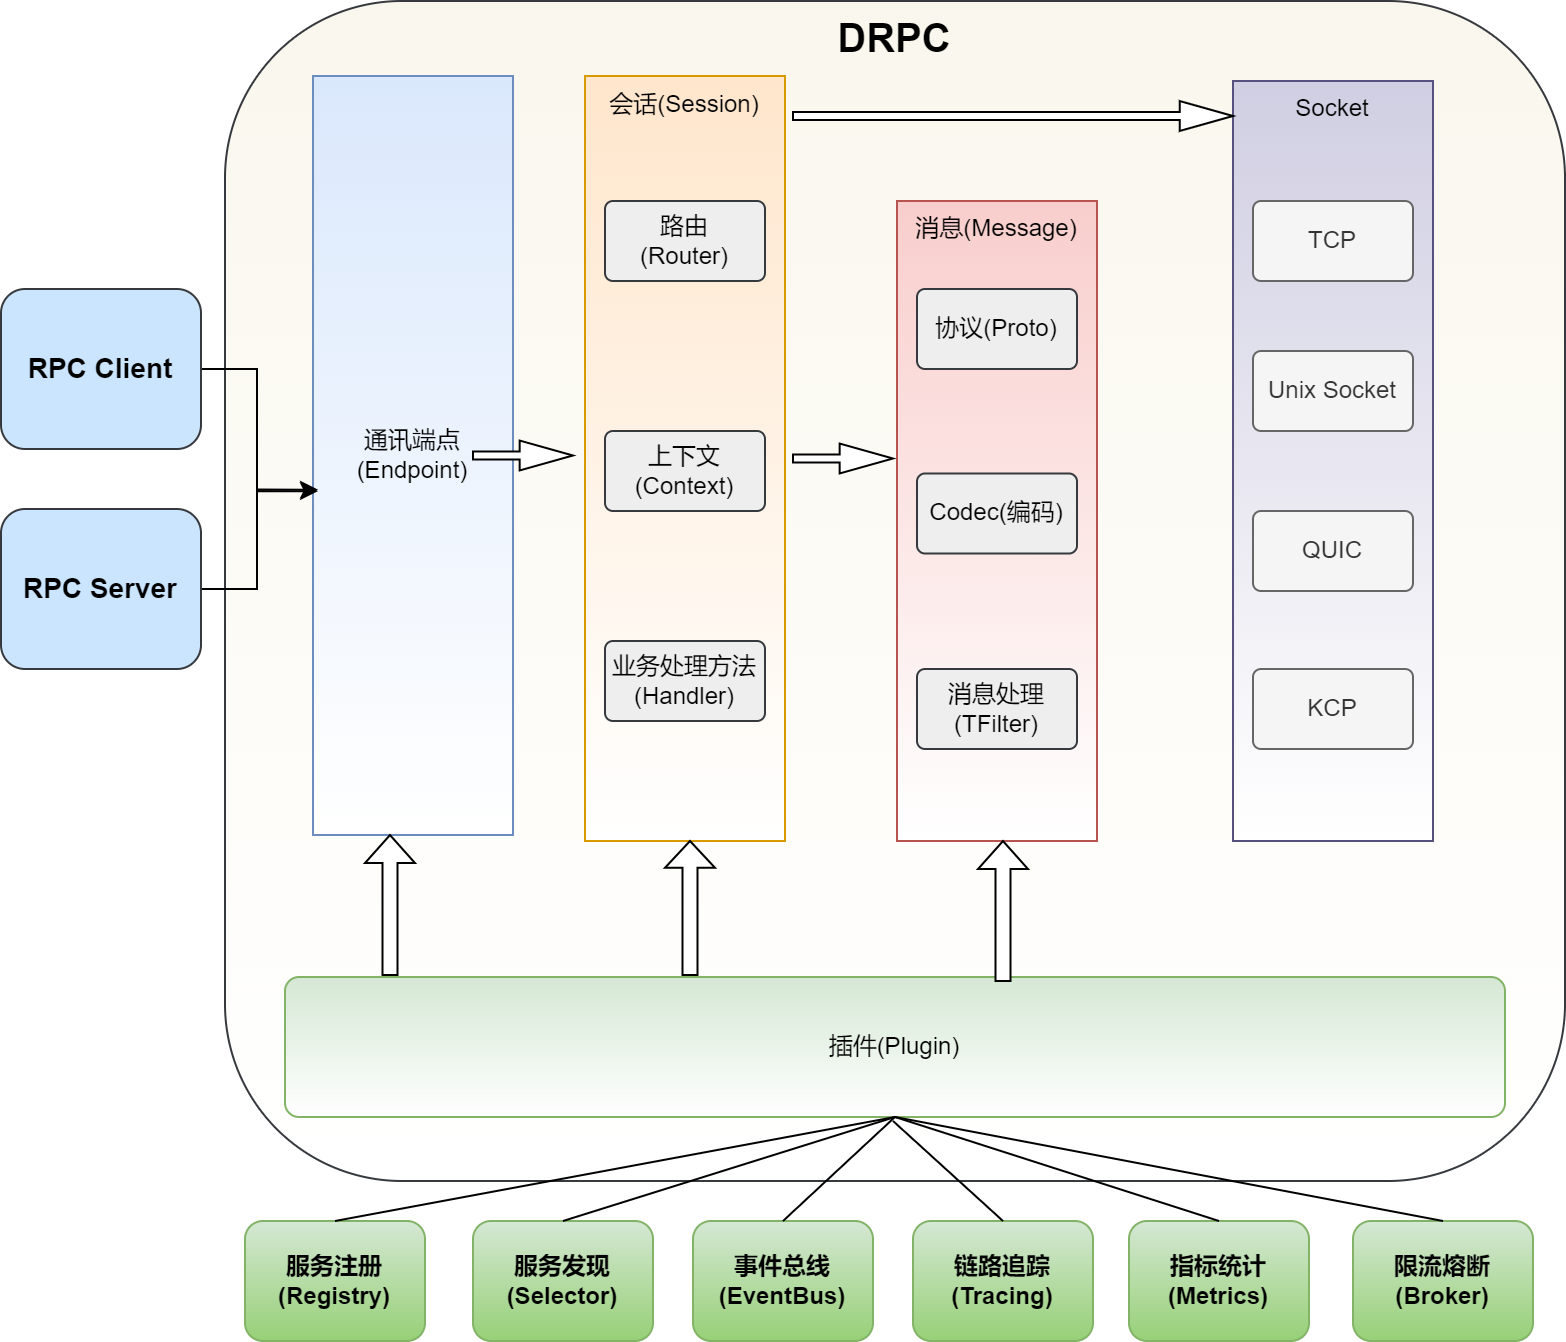 DRPC
RPC Client
RPC Server
通讯端点
(Endpoint)
会话(Session)
路由
(Router)
上下文
(Context)
业务处理方法
(Handler)
消息(Message)
协议(Proto)
Codec(编码)
消息处理
(TFilter)
Socket
TCP
Unix Socket
QUIC
KCP
插件(Plugin)
服务注册
(Registry)
服务发现
(Selector)
事件总线
(EventBus)
链路追踪
(Tracing)
指标统计
(Metrics)
限流熔断
(Broker)